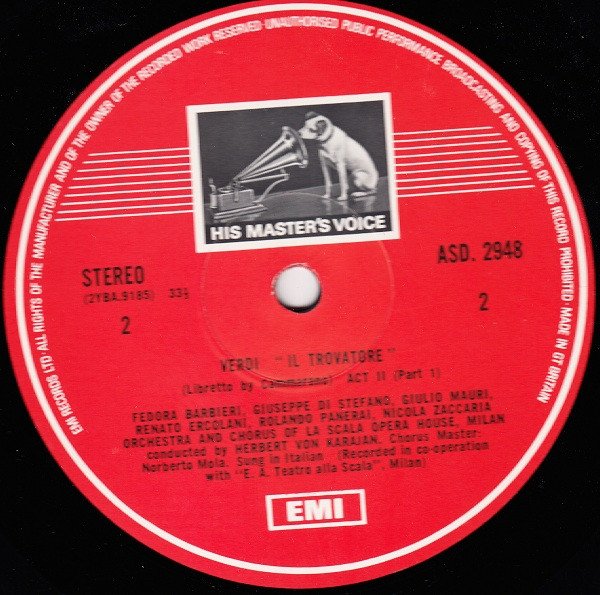 EMI RECORDS LTD· ALL RIGHTS OF THE MANUFACTURER AND OF THE OWNER OF THE RECORDED WORK RESERVED·UNAUTHORISED PUBLIC PERFORMANCE BROADCASTING AND COPYING OF THIS RECORD PROHIBITED · MADE IN GT BRITAIN
HIS MASTER'S VOICE
STEREO
(2YBA.9185) 33⅓
2
ASD. 2948
2
VERDI "IL TROVATORE"
(Libretto by Cammarano) ACT II (Part 1)
FEDORA BARBIERI, GIUSEPPE DI STEFANO, GIULIO MAURI,
RENATO ERCOLANI, ROLANDO PANERAI, NICOLA ZACCARIA
ORCHESTRA AND CHORUS OF LA SCALA OPERA HOUSE, MILAN
conducted by HERBERT VON KARAJAN. Chorus Master-
Norberto Mola. Sung in Italian (Recorded in co-operation
with "E. A. Teatro alla Scala", Milan)
EMI